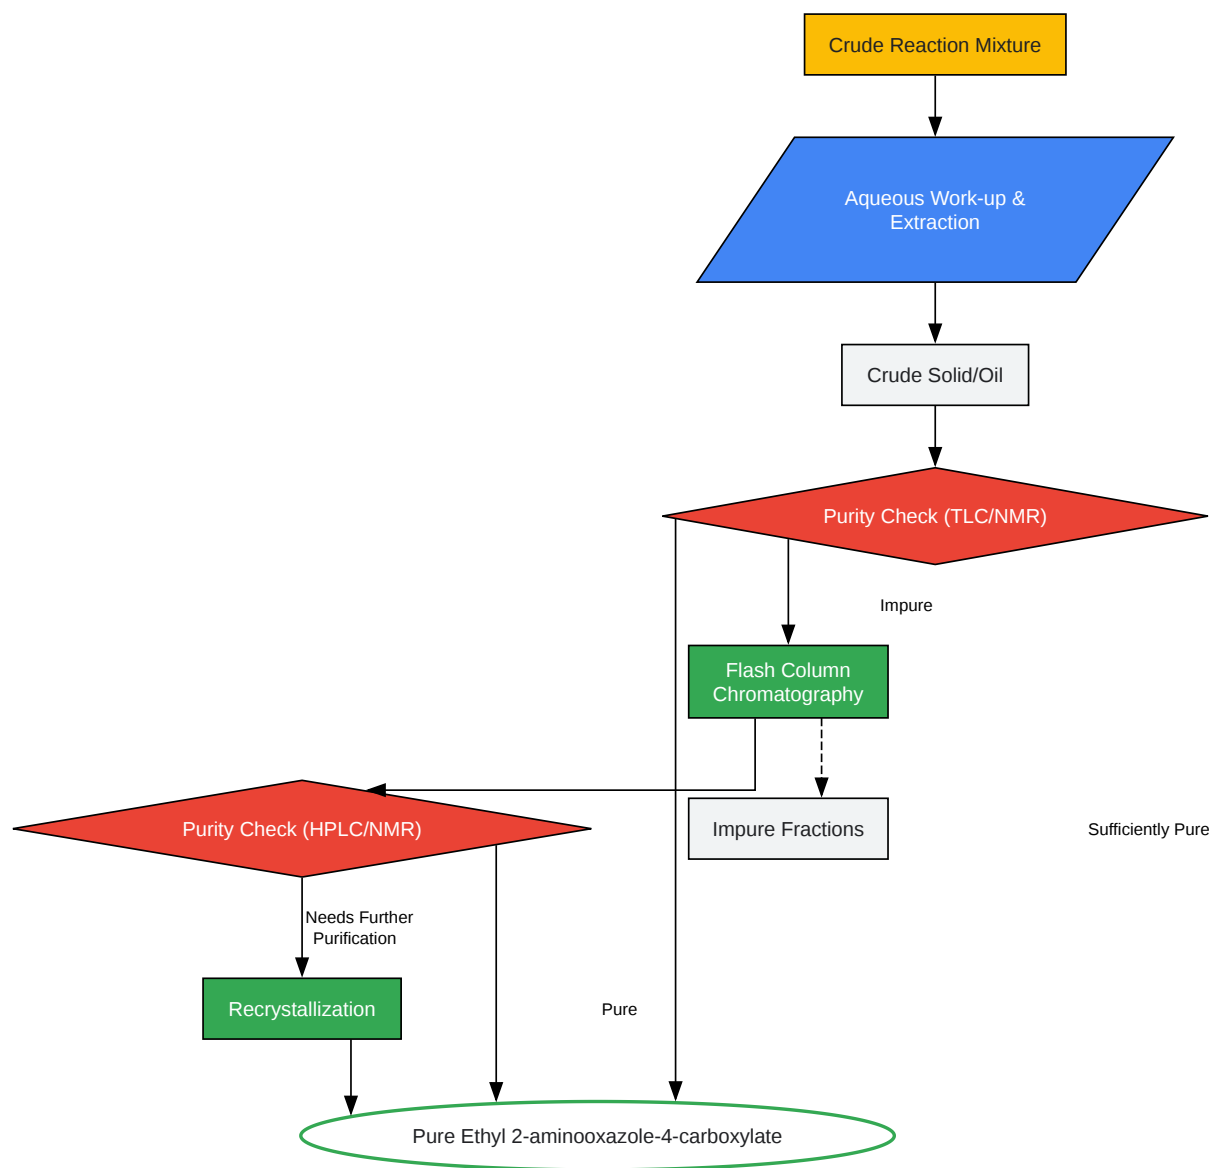 Crude Reaction Mixture
Aqueous Work-up &
Extraction
Crude Solid/Oil
Purity Check (TLC/NMR)
Impure
Flash Column
Chromatography
Purity Check (HPLC/NMR)
Impure Fractions
Sufficiently Pure
Needs Further
Purification
Recrystallization
Pure
Pure Ethyl 2-aminooxazole-4-carboxylate